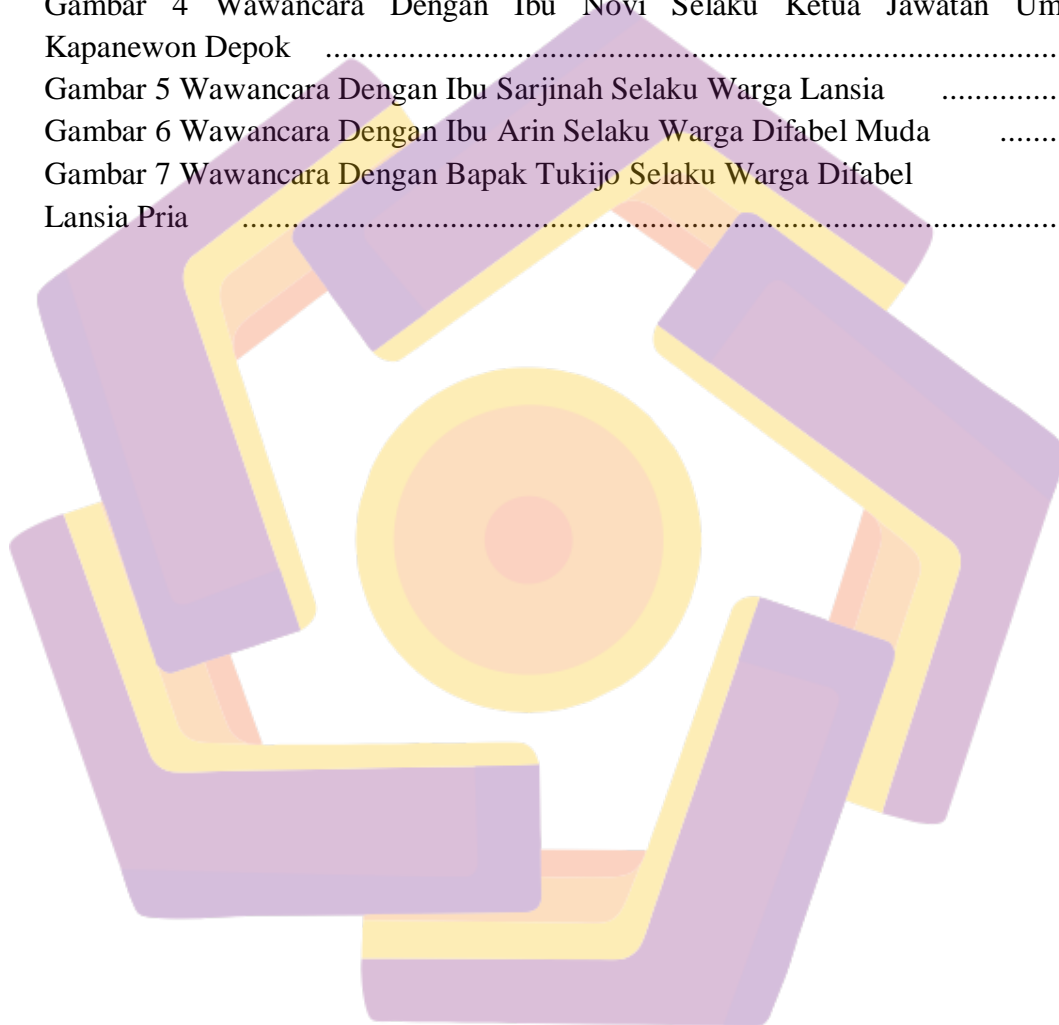 Gambar 4 Wawancara Dengan Ibu Novi Selaku Ketua Jawatan
Kapanewon Depok ....................................................................................................
Gambar 5 Wawancara Dengan Ibu Sarjinah Selaku Warga Lansia ..............
Gambar 6 Wawancara Dengan Ibu Arin Selaku Warga Difabel Muda .......
Gambar 7 Wawancara Dengan Bapak Tukijo Selaku Warga Difabel
Lansia Pria ..............................................................................................................